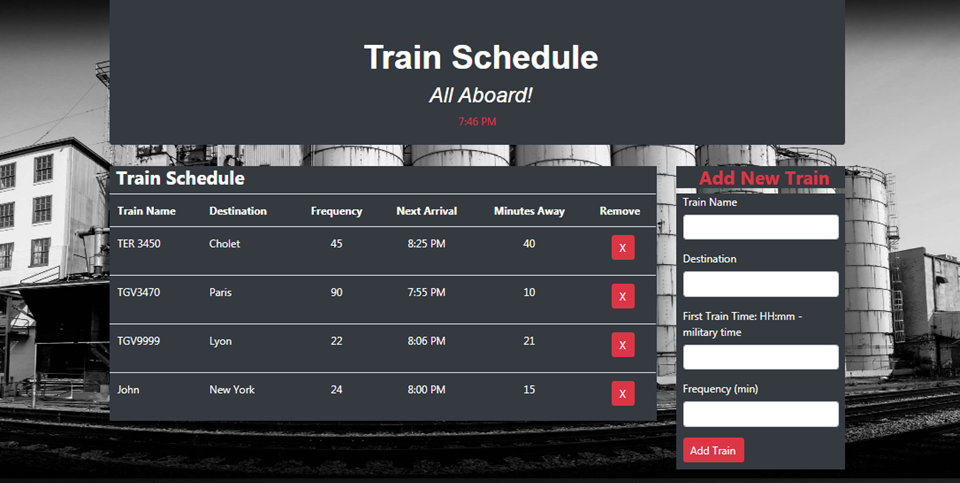 Train Schedule
All Aboard!
7:46 PM
Train Schedule
Train Name Destination Frequency Next Arrival Minutes Away Remove
TER 3450 Cholet 45 8:25 PM 40 X
TGV3470 Paris 90 7:55 PM 10 X
TGV9999 Lyon 22 8:06 PM 21 X
John New York 24 8:00 PM 15 X
Add New Train
Train Name
Destination
First Train Time: HH:mm -
military time
Frequency (min)
Add Train